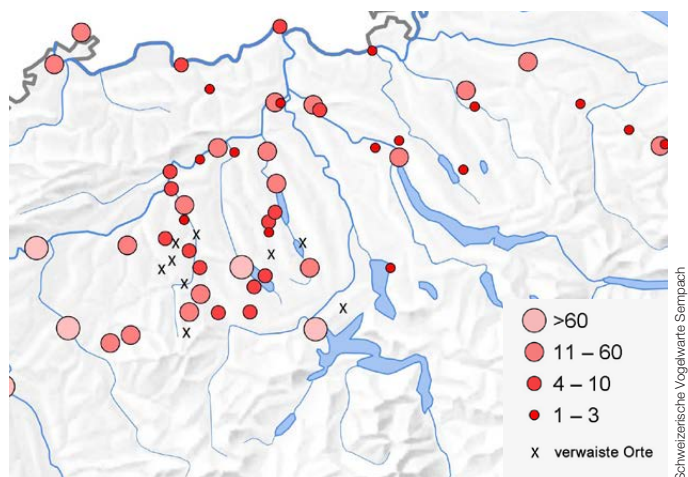 >60
11 – 60
4 – 10
1 – 3
x verwaiste Orte
Schweizerische Vogelwarte Sempach